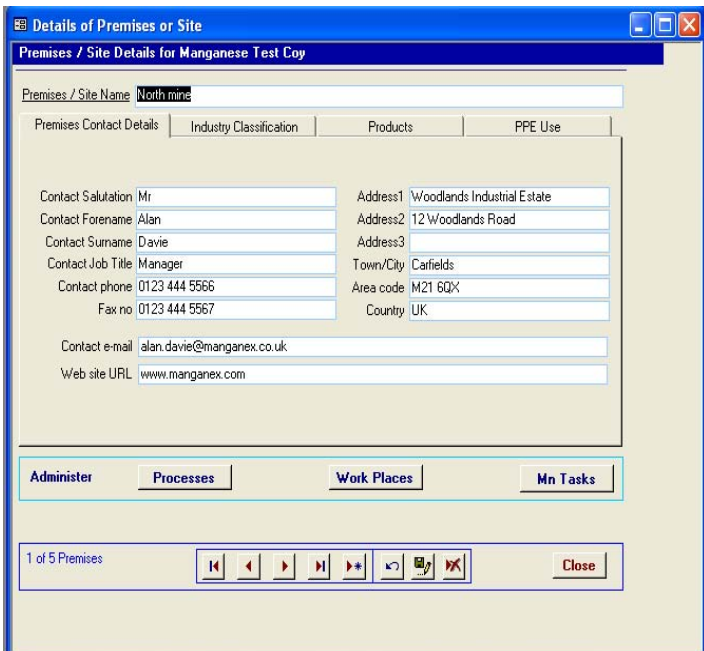 Details of Premises or Site
Premises / Site Details for Manganese Test Coy
Premises / Site Name North mine
Premises Contact Details Industry Classification Products PPE Use
Contact Salutation Mr Address1 Woodlands Industrial Estate
Contact Forename Alan Address2 12 Woodlands Road
Contact Surname Davie Address3
Contact Job Title Manager Town/City Carfields
Contact phone 0123 444 5566 Area code M21 6QX
Fax no 0123 444 5567 Country UK
Contact e-mail alan.davie@manganex.co.uk
Web site URL www.manganex.com
Administer Processes Work Places Mn Tasks
1 of 5 Premises Close